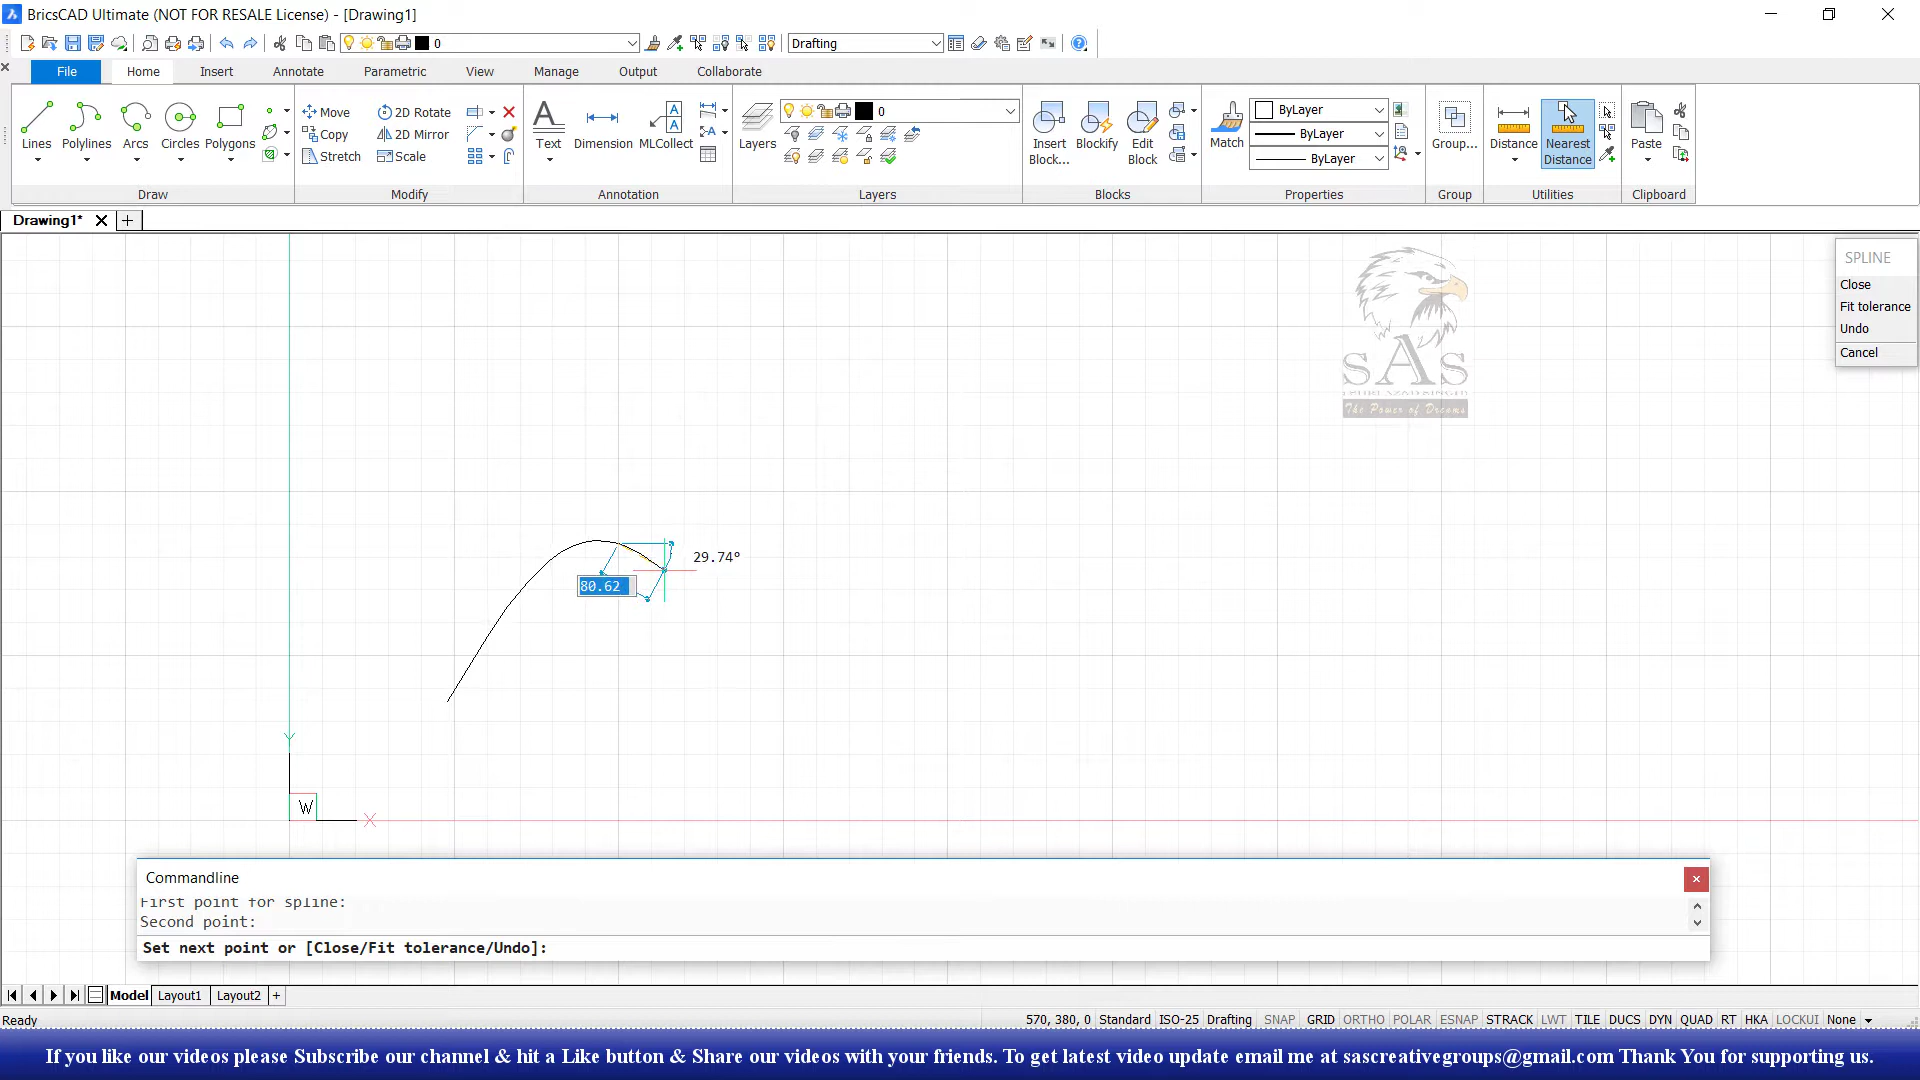 BricsCAD Ultimate (NOT FOR RESALE License) - [Drawing1]
0
Drafting
File Home Insert Annotate Parametric View Manage Output Collaborate
Lines Polylines Arcs Circles Polygons
Move 2D Rotate
Copy 2D Mirror
Stretch Scale
Text Dimension MLCollect
Layers
0
Insert Block... Blockify Edit Block
Match
ByLayer
ByLayer
ByLayer
Group...
Distance Nearest Distance
Paste
Draw Modify Annotation Layers Blocks Properties Group Utilities Clipboard
Drawing1*
SPLINE
Close
Fit tolerance
Undo
Cancel
sAs
The Power of Dreams
29.74°
80.62
Y
W
X
Commandline
First point for spline:
Second point:
Set next point or [Close/Fit tolerance/Undo]:
Model Layout1 Layout2 +
Ready
570, 380, 0 Standard ISO-25 Drafting SNAP GRID ORTHO POLAR ESNAP STRACK LWT TILE DUCS DYN QUAD RT HKA LOCKUI None
If you like our videos please Subscribe our channel & hit a Like button & Share our videos with your friends. To get latest video update email me at sascreativegroups@gmail.com Thank You for supporting us.